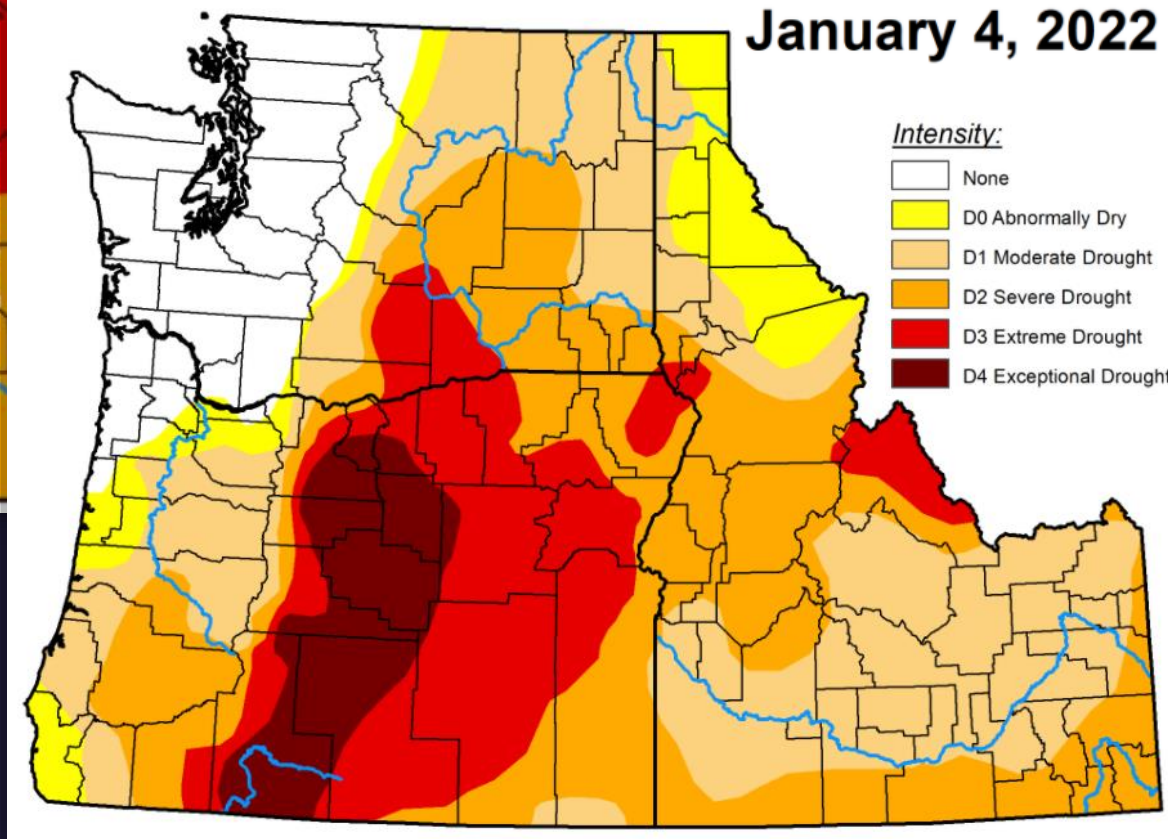 January 4, 2022
Intensity:
None
D0 Abnormally Dry
D1 Moderate Drought
D2 Severe Drought
D3 Extreme Drought
D4 Exceptional Drought